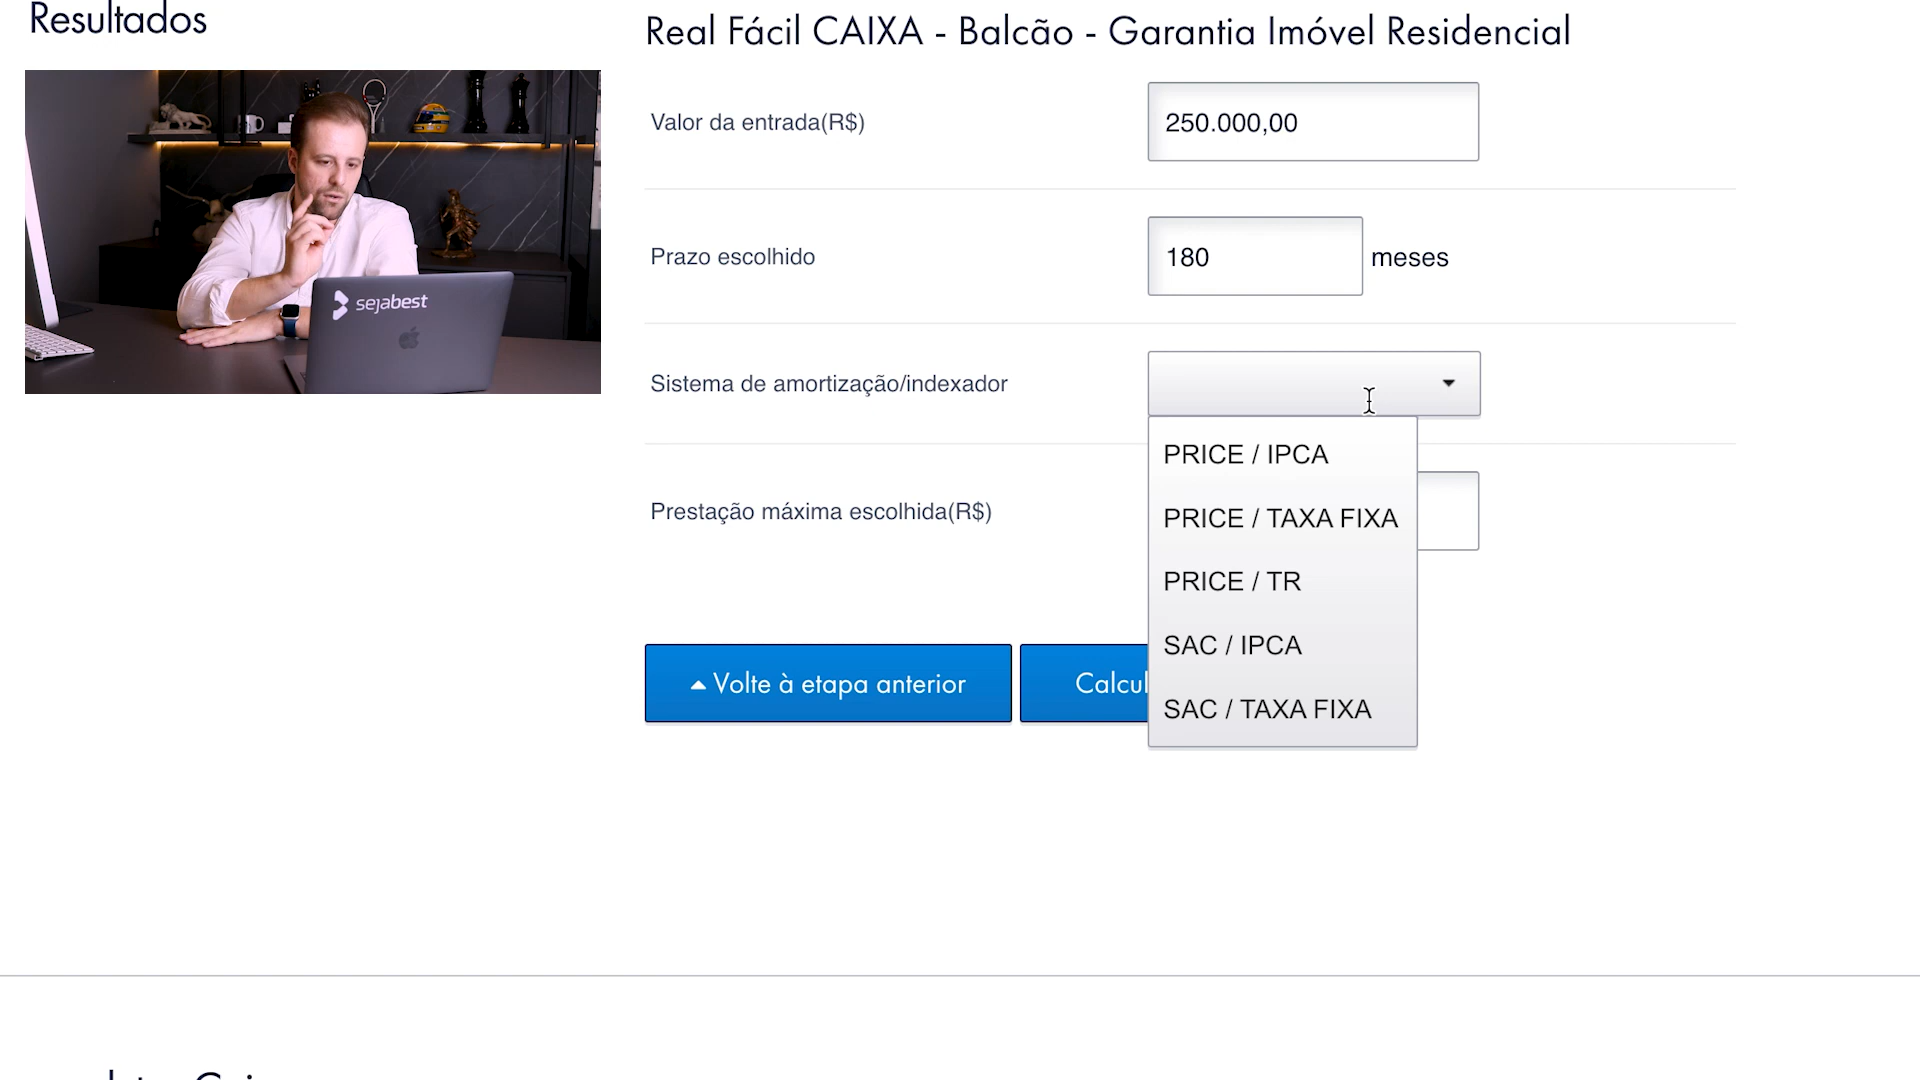 Resultados
Real Fácil CAIXA - Balcão - Garantia Imóvel Residencial
sejabest
Valor da entrada(R$)
250.000,00
Prazo escolhido
180 meses
Sistema de amortização/indexador
PRICE / IPCA
PRICE / TAXA FIXA
PRICE / TR
SAC / IPCA
SAC / TAXA FIXA
Prestação máxima escolhida(R$)
Volte à etapa anterior
Calcul